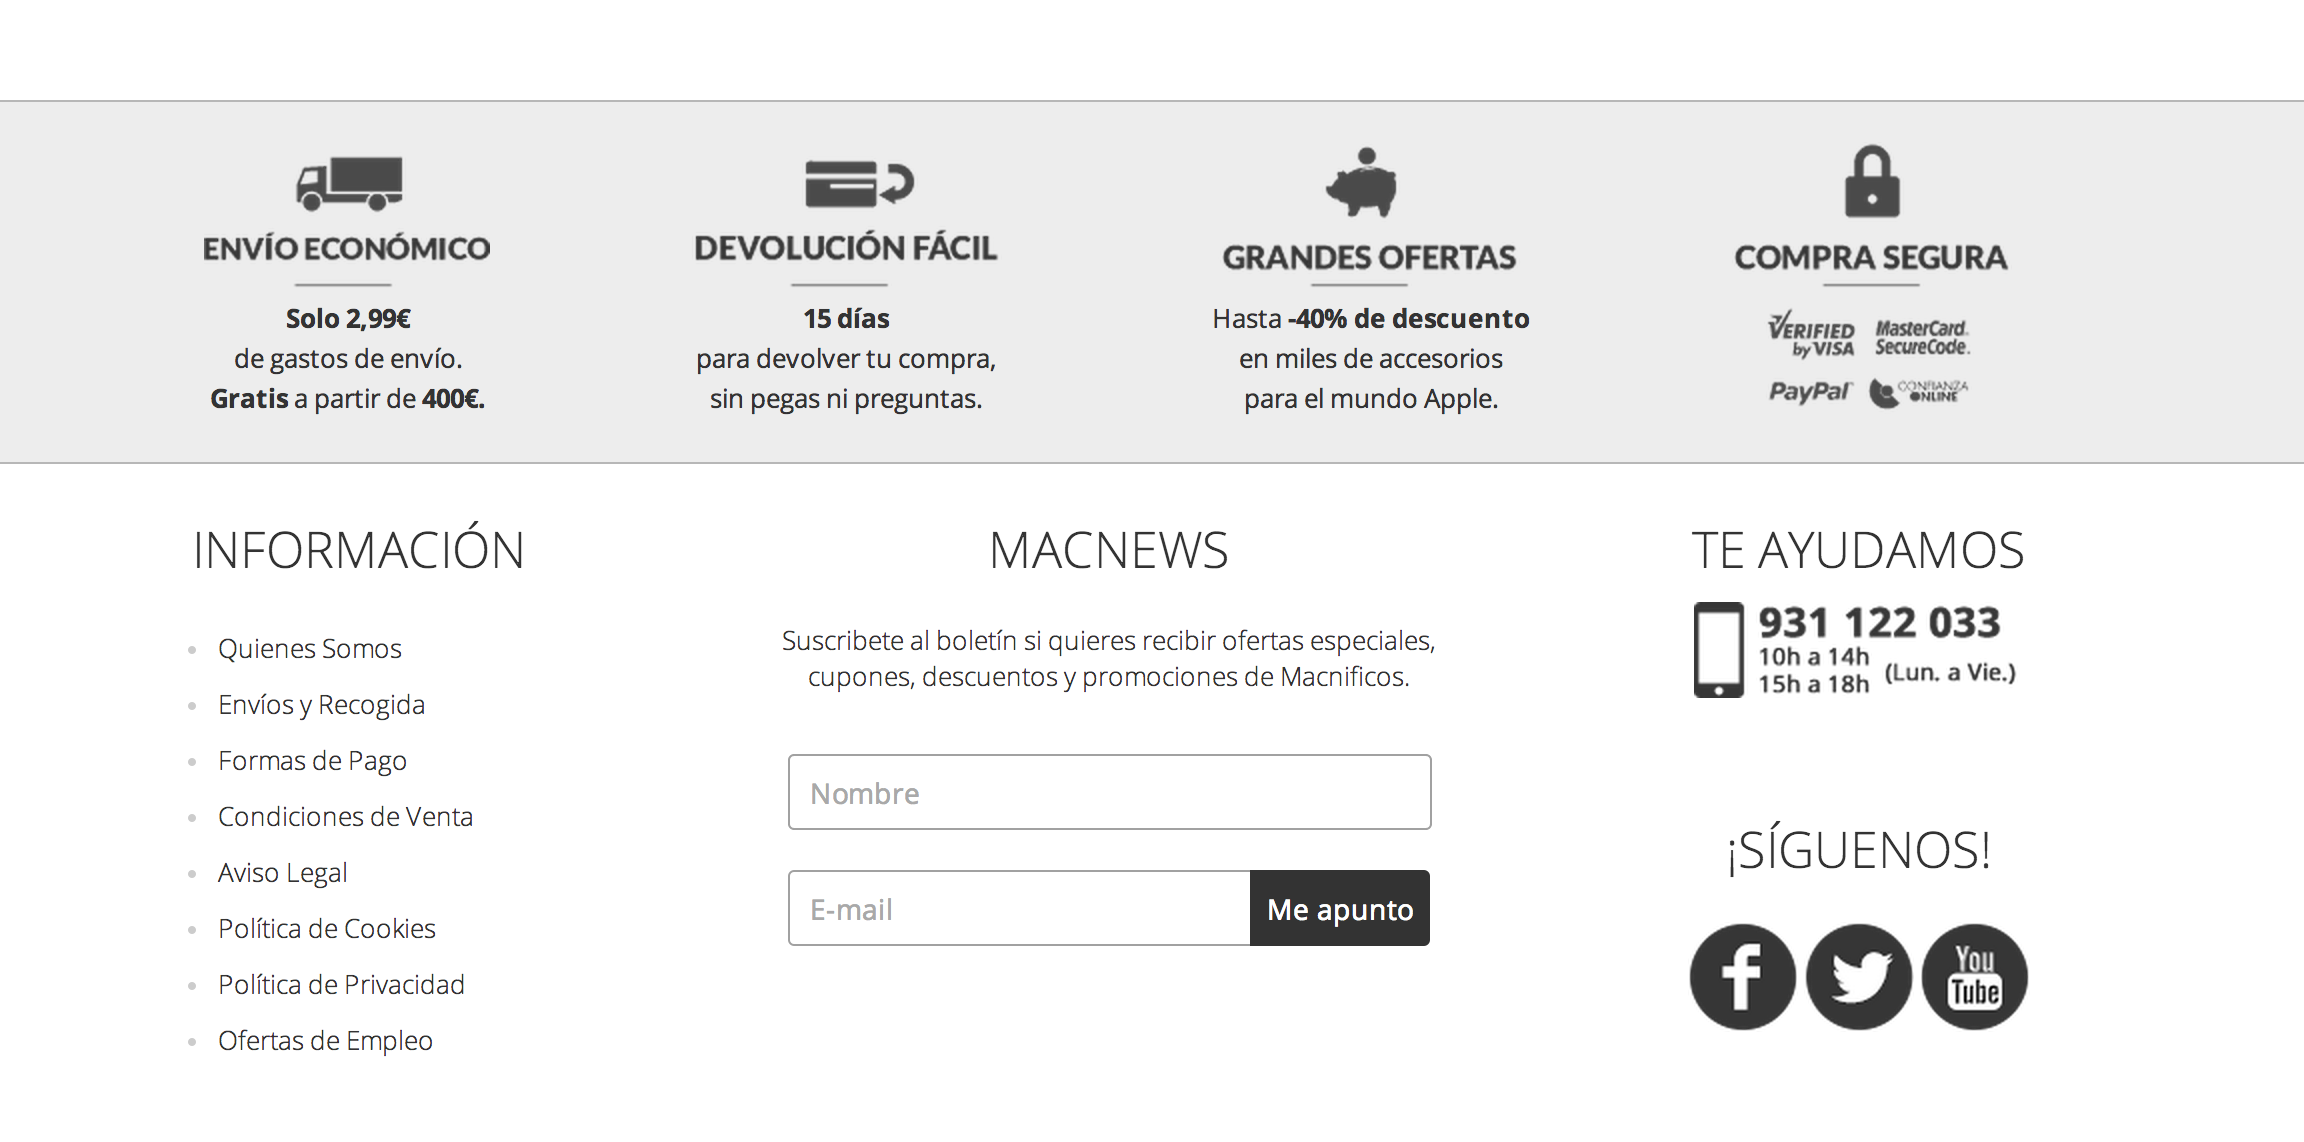 ENVÍO ECONÓMICO
Solo 2,99€
de gastos de envío.
Gratis a partir de 400€.
DEVOLUCIÓN FÁCIL
15 días
para devolver tu compra,
sin pegas ni preguntas.
GRANDES OFERTAS
Hasta -40% de descuento
en miles de accesorios
para el mundo Apple.
COMPRA SEGURA
VERIFIED
by VISA
MasterCard.
SecureCode.
PayPal
CONFIANZA
ONLINE
INFORMACIÓN
Quienes Somos
Envíos y Recogida
Formas de Pago
Condiciones de Venta
Aviso Legal
Política de Cookies
Política de Privacidad
Ofertas de Empleo
MACNEWS
Suscribete al boletín si quieres recibir ofertas especiales,
cupones, descuentos y promociones de Macnificos.
Nombre
E-mail
Me apunto
TE AYUDAMOS
931 122 033
10h a 14h
15h a 18h
(Lun. a Vie.)
¡SÍGUENOS!
You
Tube